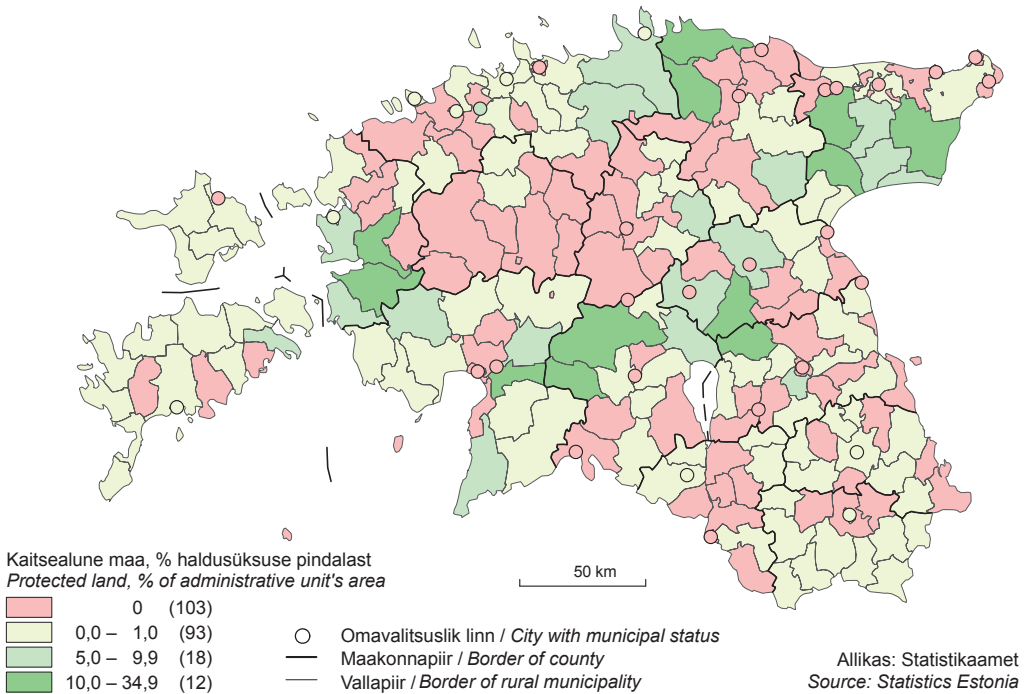 Kaitsealune maa, % haldusüksuse pindalast
Protected land, % of administrative unit's area
0 (103)
0,0 – 1,0 (93)
5,0 – 9,9 (18)
10,0 – 34,9 (12)
50 km
Omavalitsuslik linn / City with municipal status
Maakonnapiir / Border of county
Vallapiir / Border of rural municipality
Allikas: Statistikaamet
Source: Statistics Estonia